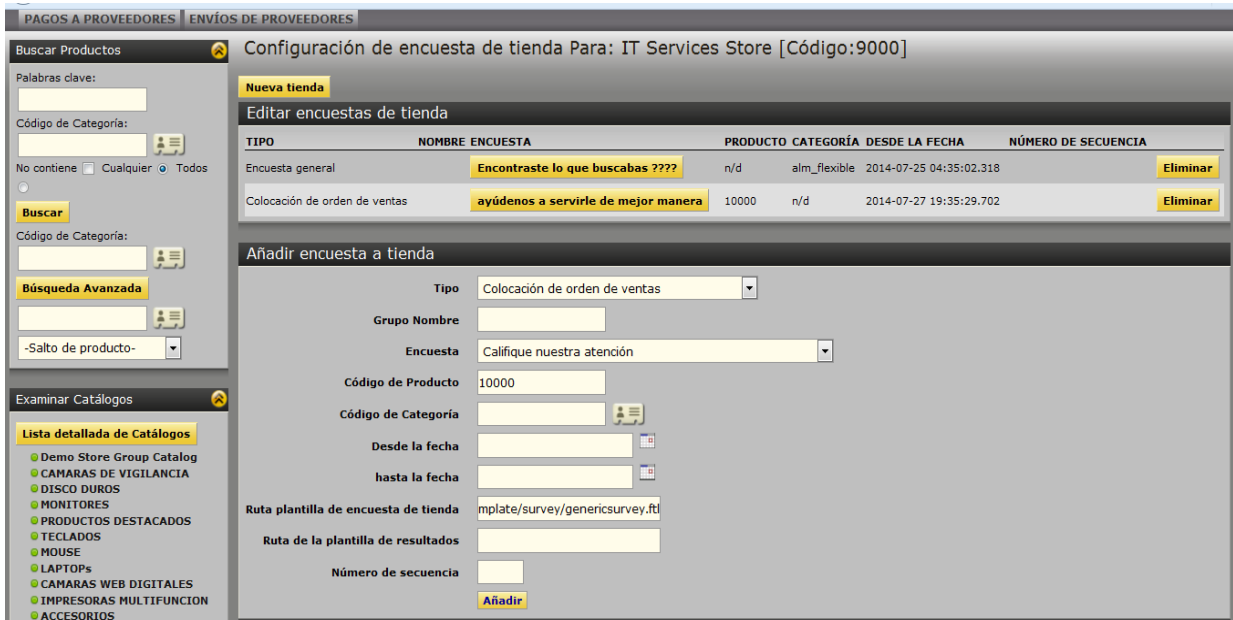 PAGOS A PROVEEDORES ENVÍOS DE PROVEEDORES
Buscar Productos
Palabras clave:
Código de Categoría:
No contiene Cualquier Todos
Buscar
Código de Categoría:
Búsqueda Avanzada
-Salto de producto-
Examinar Catálogos
Lista detallada de Catálogos
Demo Store Group Catalog
CAMARAS DE VIGILANCIA
DISCO DUROS
MONITORES
PRODUCTOS DESTACADOS
TECLADOS
MOUSE
LAPTOPs
CAMARAS WEB DIGITALES
IMPRESORAS MULTIFUNCION
ACCESORIOS
Configuración de encuesta de tienda Para: IT Services Store [Código:9000]
Nueva tienda
Editar encuestas de tienda
TIPO NOMBRE ENCUESTA PRODUCTO CATEGORÍA DESDE LA FECHA NÚMERO DE SECUENCIA
Encuesta general Encontraste lo que buscabas ???? n/d alm_flexible 2014-07-25 04:35:02.318 Eliminar
Colocación de orden de ventas ayúdenos a servirle de mejor manera 10000 n/d 2014-07-27 19:35:29.702 Eliminar
Añadir encuesta a tienda
Tipo Colocación de orden de ventas
Grupo Nombre
Encuesta Califique nuestra atención
Código de Producto 10000
Código de Categoría
Desde la fecha
hasta la fecha
Ruta plantilla de encuesta de tienda mplate/survey/genericsurvey.ftl
Ruta de la plantilla de resultados
Número de secuencia
Añadir